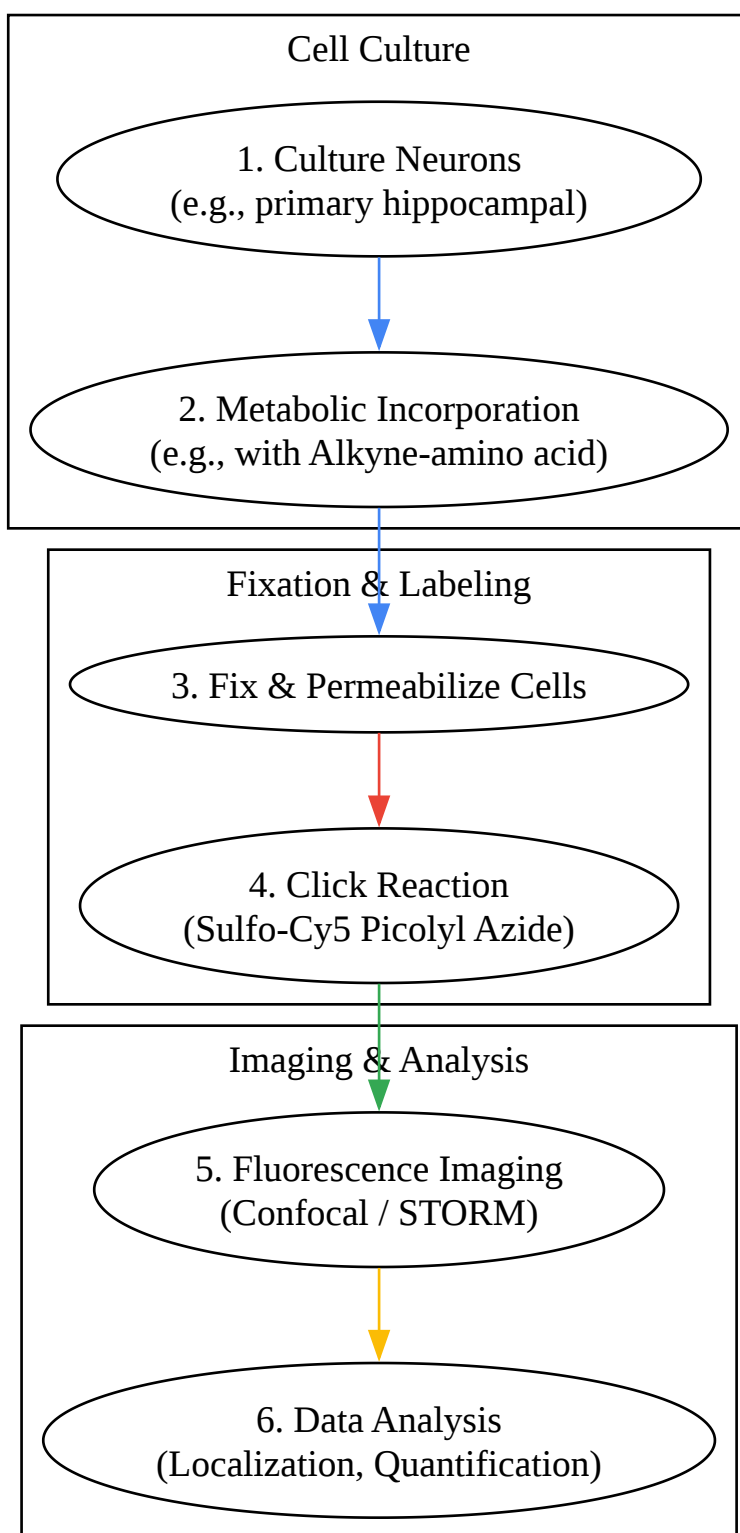 Cell Culture
1. Culture Neurons
(e.g., primary hippocampal)
2. Metabolic Incorporation
(e.g., with Alkyne-amino acid)
Fixation & Labeling
3. Fix & Permeabilize Cells
4. Click Reaction
(Sulfo-Cy5 Picolyl Azide)
Imaging & Analysis
5. Fluorescence Imaging
(Confocal / STORM)
6. Data Analysis
(Localization, Quantification)